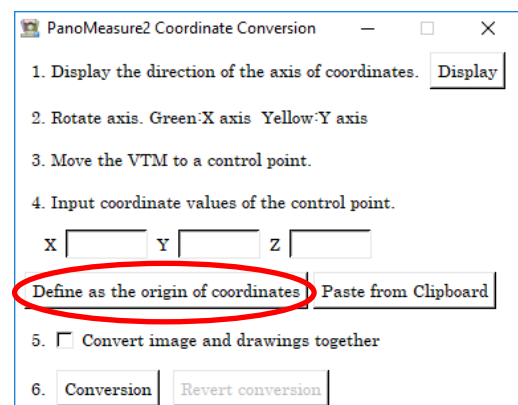 PanoMeasure2 Coordinate Conversion
1. Display the direction of the axis of coordinates. Display
2. Rotate axis. Green:X axis Yellow:Y axis
3. Move the VTM to a control point.
4. Input coordinate values of the control point.
X Y Z
Define as the origin of coordinates Paste from Clipboard
5. Convert image and drawings together
6. Conversion Revert conversion